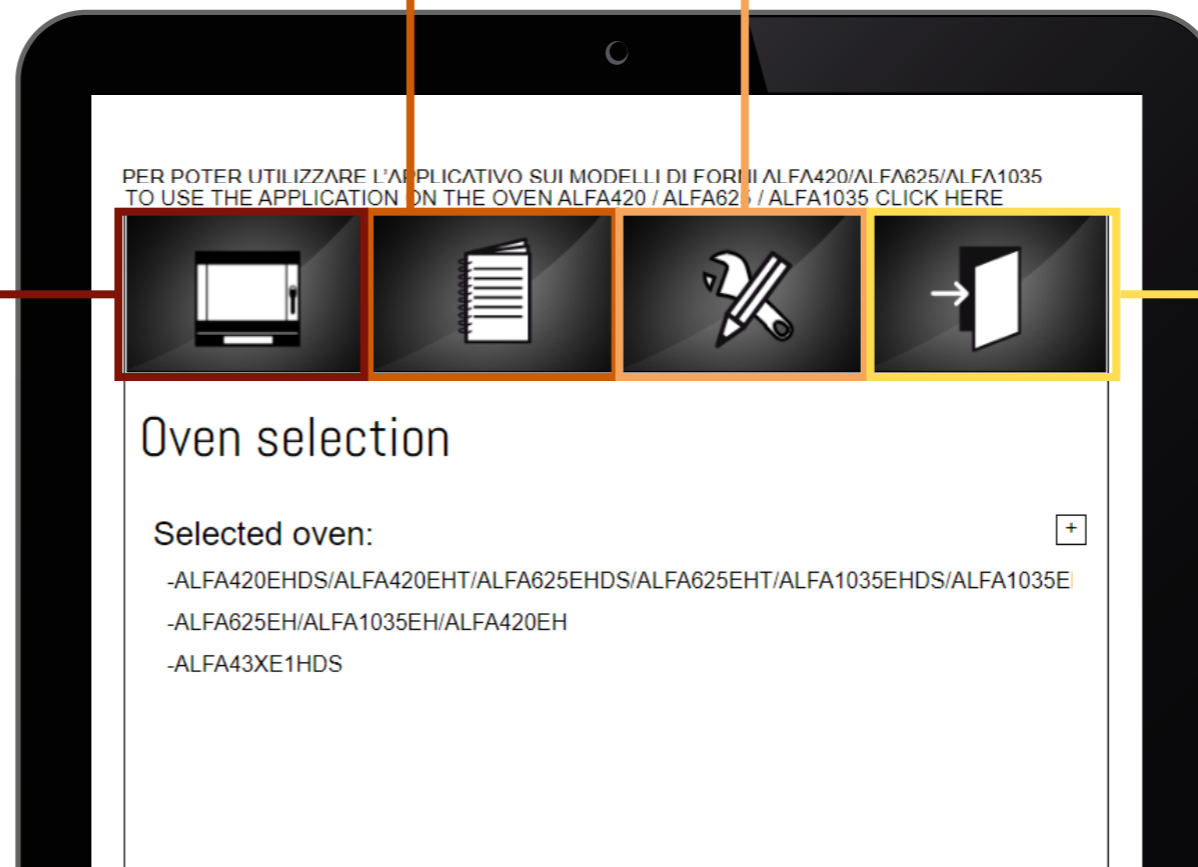 PER POTER UTILIZZARE L'APPLICATIVO SUI MODELLI DI FORNI ALFA420/ALFA625/ALFA1035
TO USE THE APPLICATION ON THE OVEN ALFA420 / ALFA625 / ALFA1035 CLICK HERE
Oven selection
Selected oven:
+
-ALFA420EHDS/ALFA420EHT/ALFA625EHDS/ALFA625EHT/ALFA1035EHDS/ALFA1035E
-ALFA625EH/ALFA1035EH/ALFA420EH
-ALFA43XE1HDS